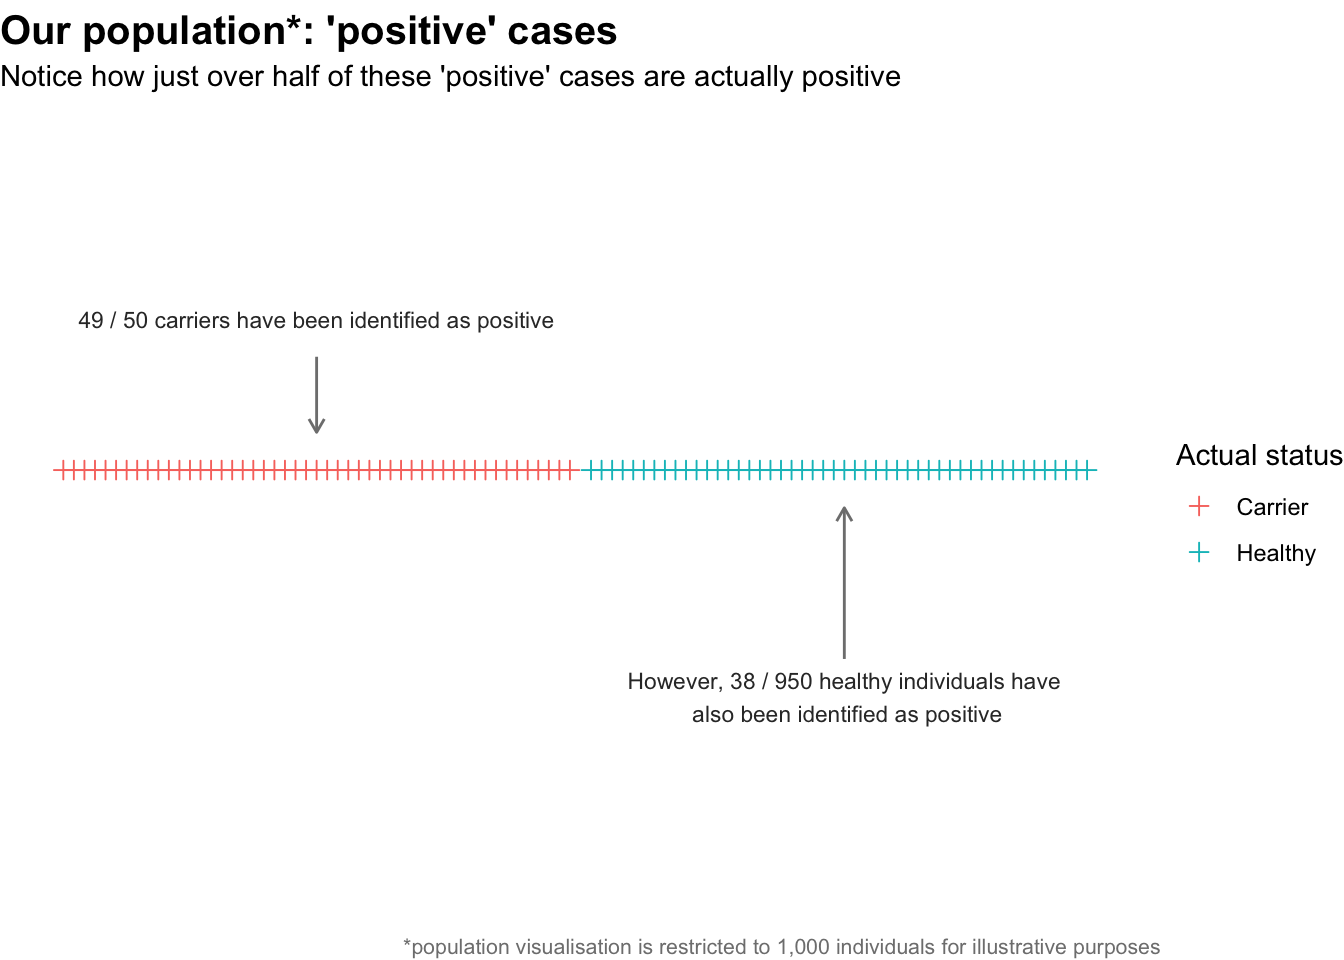 Our population*: 'positive' cases
Notice how just over half of these 'positive' cases are actually positive
49 / 50 carriers have been identified as positive
Actual status
Carrier
Healthy
However, 38 / 950 healthy individuals have
also been identified as positive
*population visualisation is restricted to 1,000 individuals for illustrative purposes